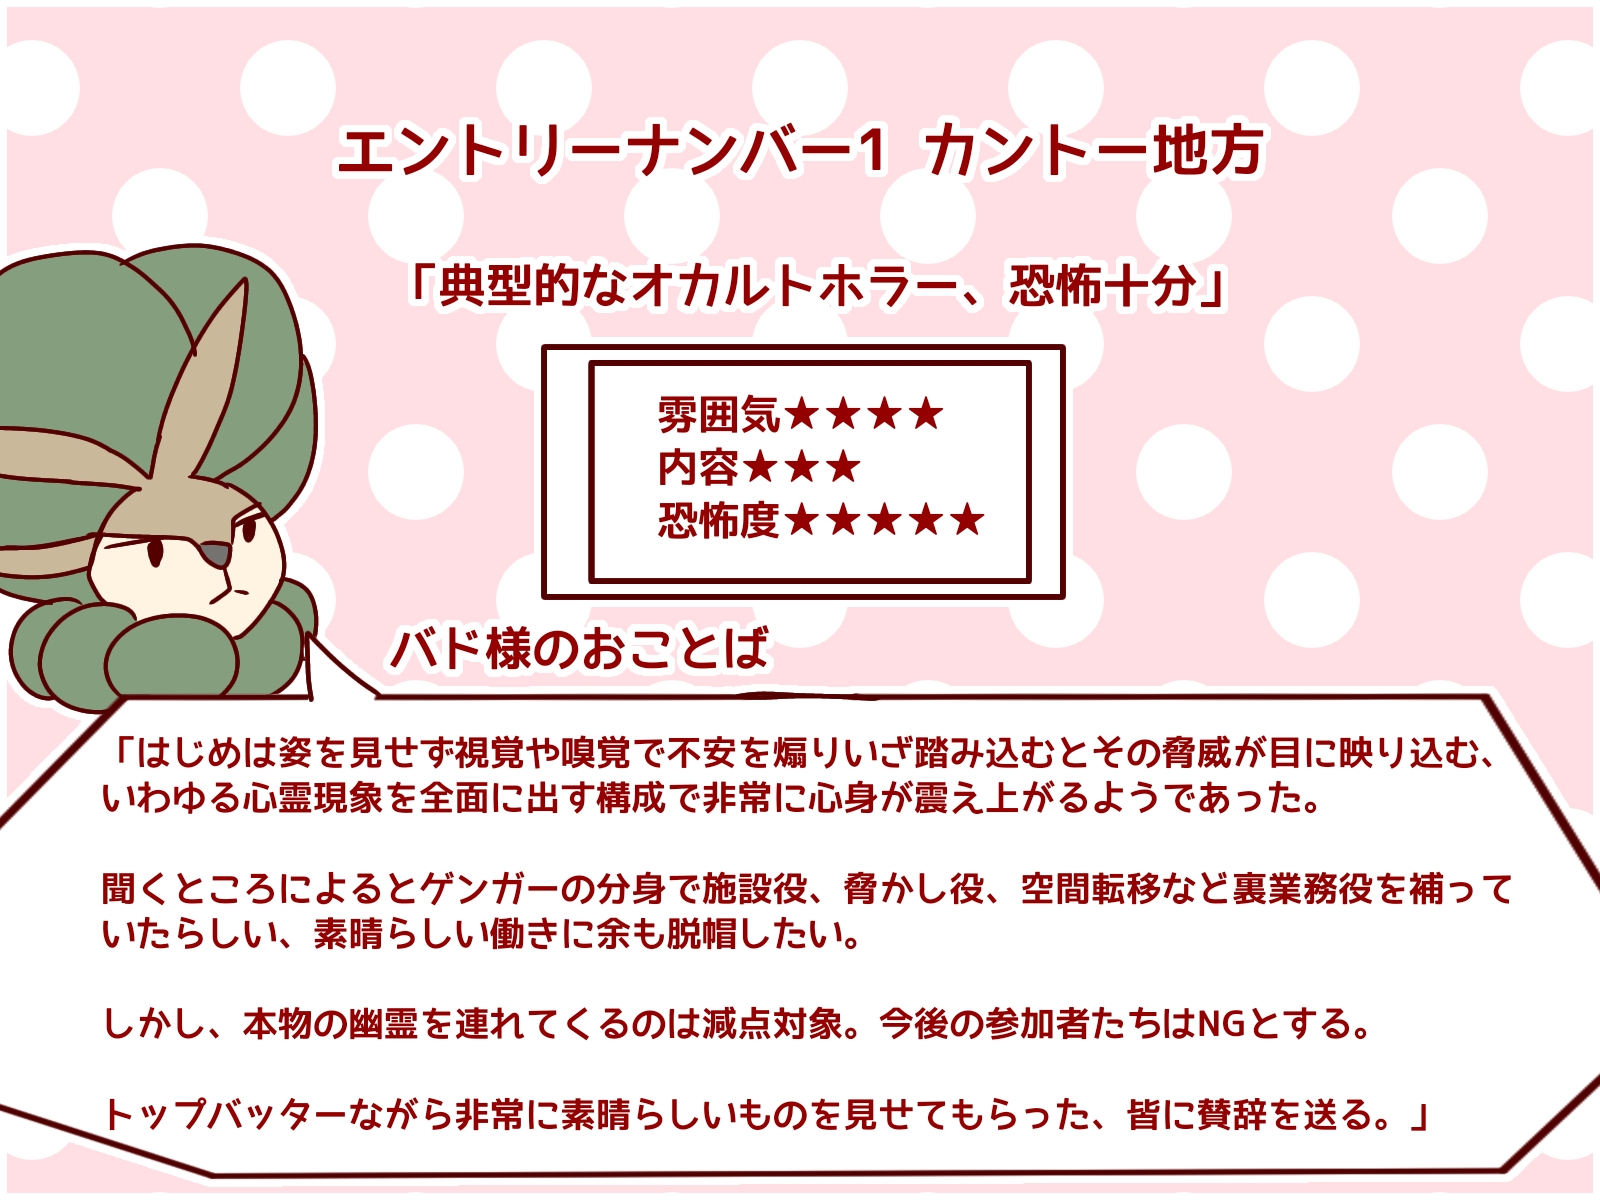 エントリーナンバー1 カントー地方
「典型的なオカルトホラー、恐怖十分」
雰囲気★★★★
内容★★★
恐怖度★★★★★
バド様のおことば
「はじめは姿を見せず視覚や嗅覚で不安を煽りいざ踏み込むとその脅威が目に映り込む、
いわゆる心霊現象を全面に出す構成で非常に心身が震え上がるようであった。
聞くところによるとゲンガーの分身で施設役、脅かし役、空間転移など裏業務役を補って
いたらしい、素晴らしい働きに余も脱帽したい。
しかし、本物の幽霊を連れてくるのは減点対象。今後の参加者たちはNGとする。
トップバッターながら非常に素晴らしいものを見せてもらった、皆に賛辞を送る。」